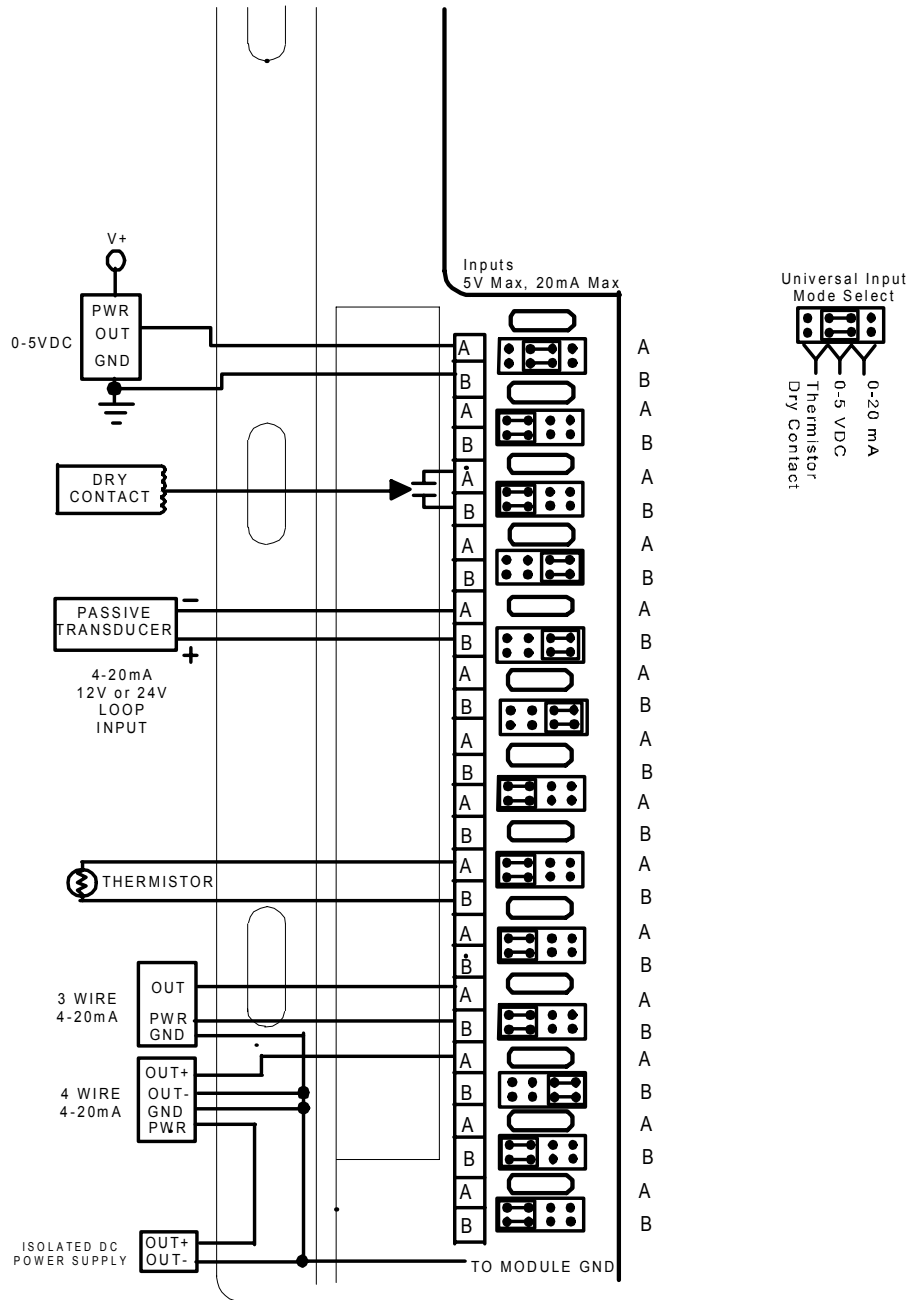 Inputs
5V Max, 20mA Max
V+
PWR
OUT
GND
0-5VDC
DRY
CONTACT
PASSIVE
TRANSDUCER
−
+
4-20mA
12V or 24V
LOOP
INPUT
THERMISTOR
3 WIRE
4-20mA
OUT
PWR
GND
4 WIRE
4-20mA
OUT+
OUT-
GND
PWR
ISOLATED DC
POWER SUPPLY
OUT+
OUT-
TO MODULE GND
A A
B B
A A
B B
A A
B B
A A
B B
A A
B B
A A
B B
A A
B B
A A
B B
A A
B B
A A
B B
A A
B B
A A
B B
A A
B B
A A
B B
Universal Input
Mode Select
0-20 mA
0-5 VDC
Thermistor
Dry Contact